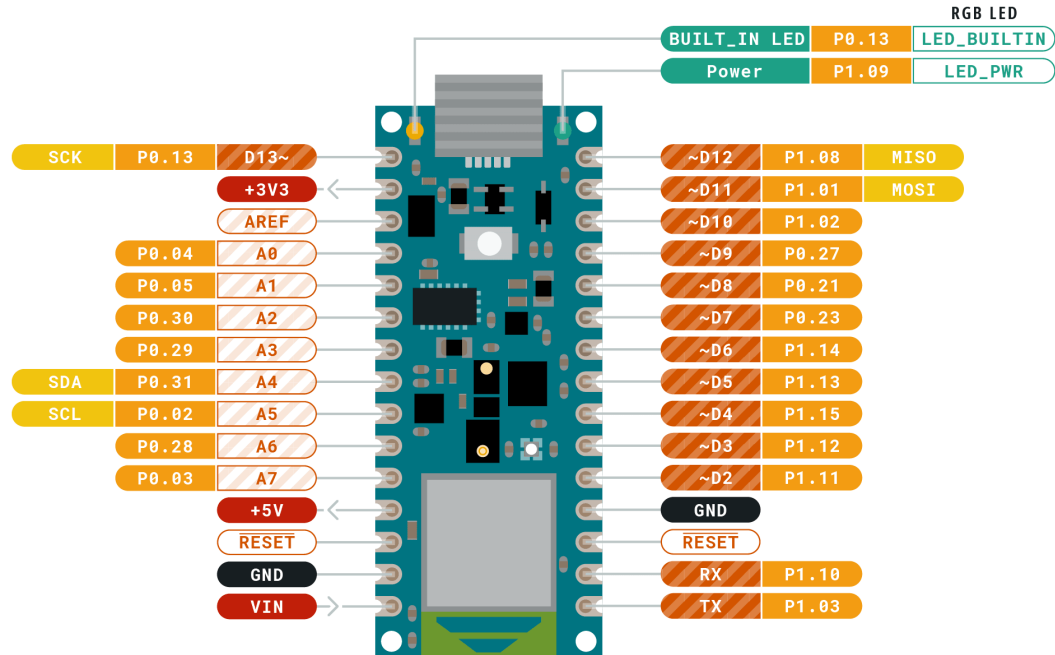 RGB LED
BUILT_IN LED P0.13 LED_BUILTIN
Power P1.09 LED_PWR
SCK P0.13 D13~
+3V3
AREF
P0.04 A0
P0.05 A1
P0.30 A2
P0.29 A3
SDA P0.31 A4
SCL P0.02 A5
P0.28 A6
P0.03 A7
+5V
RESET
GND
VIN
~D12 P1.08 MISO
~D11 P1.01 MOSI
~D10 P1.02
~D9 P0.27
~D8 P0.21
~D7 P0.23
~D6 P1.14
~D5 P1.13
~D4 P1.15
~D3 P1.12
~D2 P1.11
GND
RESET
RX P1.10
TX P1.03